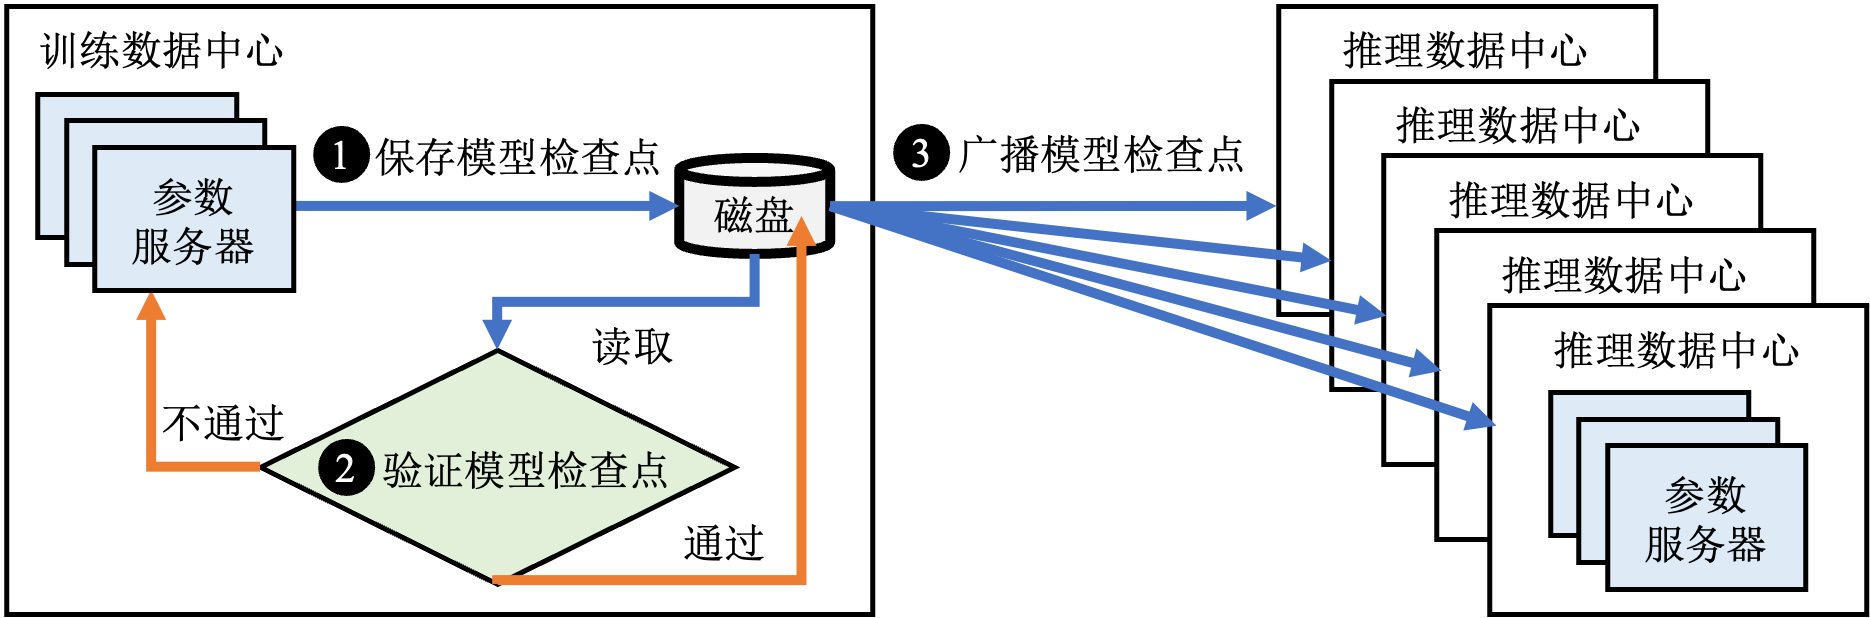 训练数据中心
参数
服务器
1 保存模型检查点
磁盘
读取
不通过
2 验证模型检查点
通过
3 广播模型检查点
推理数据中心
推理数据中心
推理数据中心
推理数据中心
推理数据中心
参数
服务器